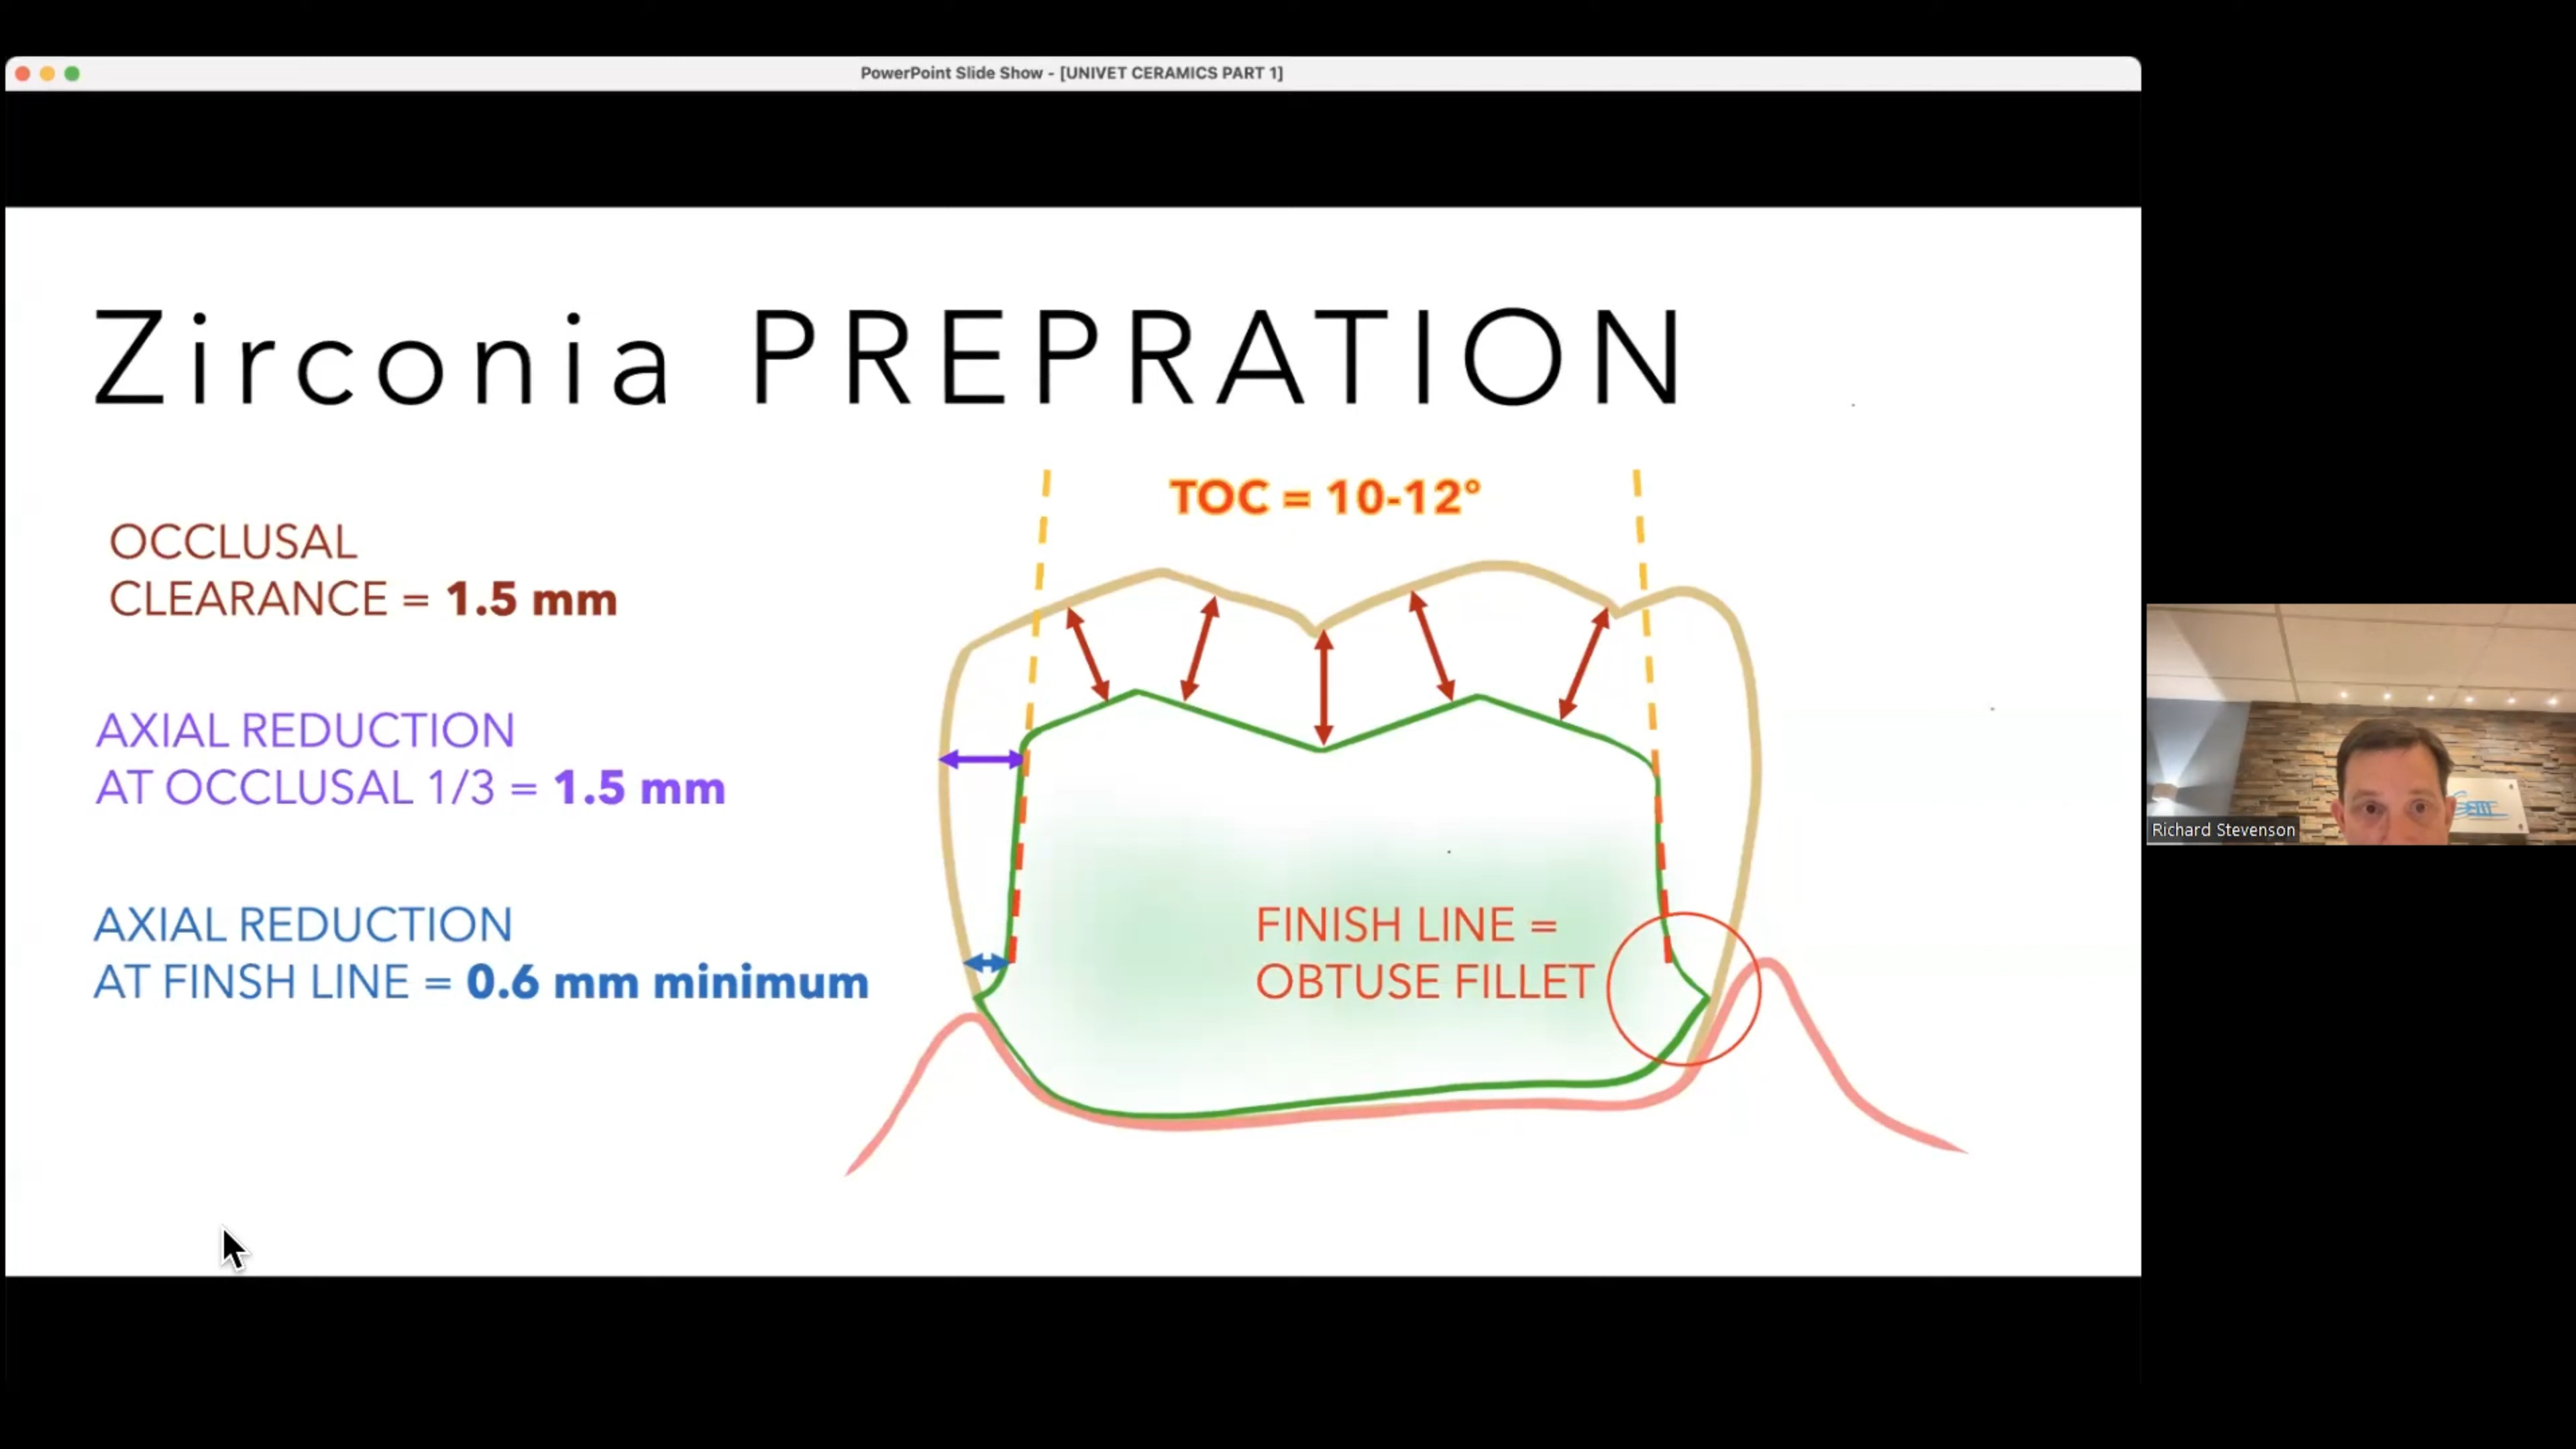 PowerPoint Slide Show - [UNIVET CERAMICS PART 1]
Zirconia PREPRATION
TOC = 10-12°
OCCLUSAL
CLEARANCE = 1.5 mm
AXIAL REDUCTION
AT OCCLUSAL 1/3 = 1.5 mm
AXIAL REDUCTION
AT FINSH LINE = 0.6 mm minimum
FINISH LINE =
OBTUSE FILLET
Richard Stevenson